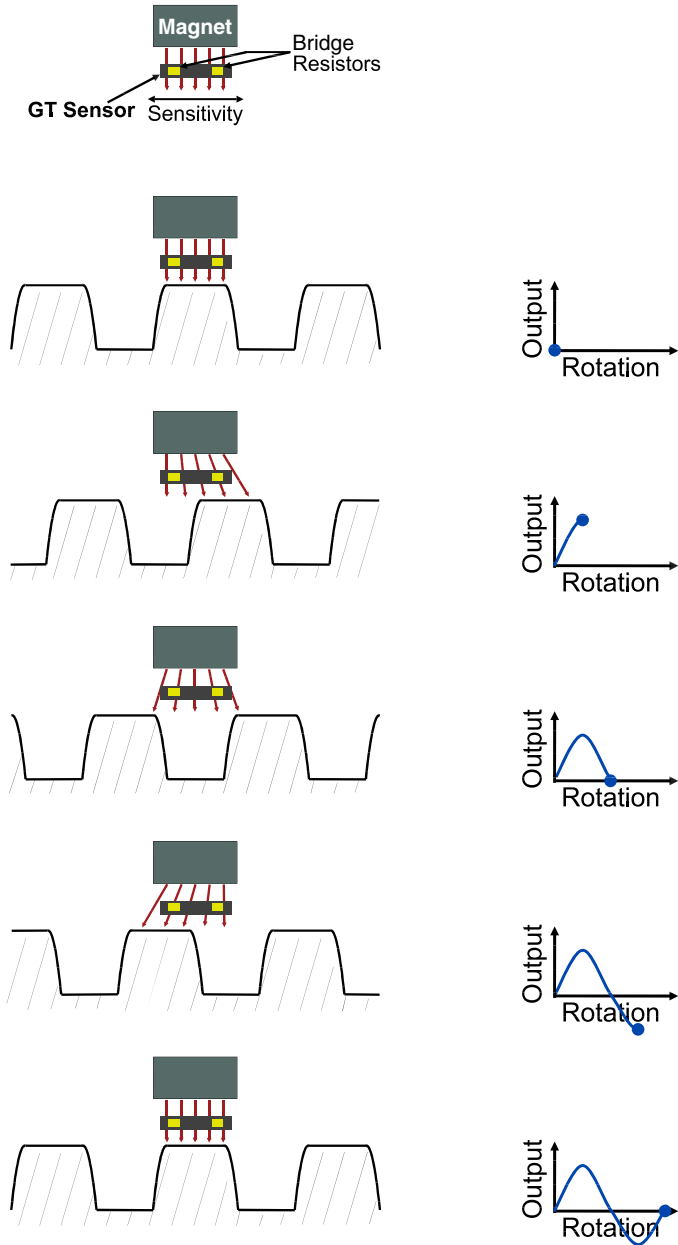 Magnet
Bridge
Resistors
GT Sensor
Sensitivity
Output
Rotation
Output
Rotation
Output
Rotation
Output
Rotation
Output
Rotation